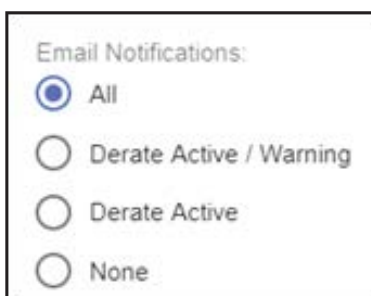 Email Notifications:
All
Derate Active / Warning
Derate Active
None